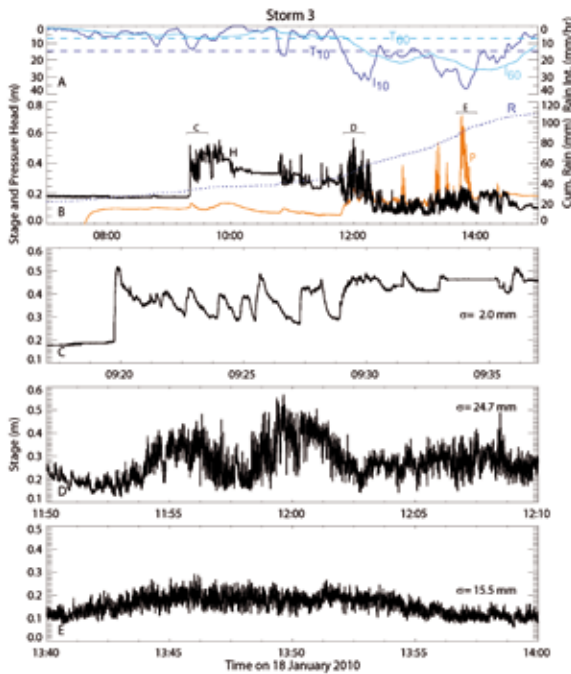 Storm 3
0
10
20
30
40
0
10
20
30
40
Rain Int. (mm/hr)
T60
T10
I10
I60
A
Stage and Pressure Head (m)
0.8
0.6
0.4
0.2
0.0
120
100
80
60
40
20
0
Cum. Rain (mm)
C
H
D
E
R
P
B
08:00 10:00 12:00 14:00
0.5
0.4
0.3
0.2
0.1
σ= 2.0 mm
C
09:20 09:25 09:30 09:35
Stage (m)
0.6
0.5
0.4
0.3
0.2
0.1
σ= 24.7 mm
D
11:50 11:55 12:00 12:05 12:10
0.5
0.4
0.3
0.2
0.1
0.0
σ= 15.5 mm
E
13:40 13:45 13:50 13:55 14:00
Time on 18 January 2010